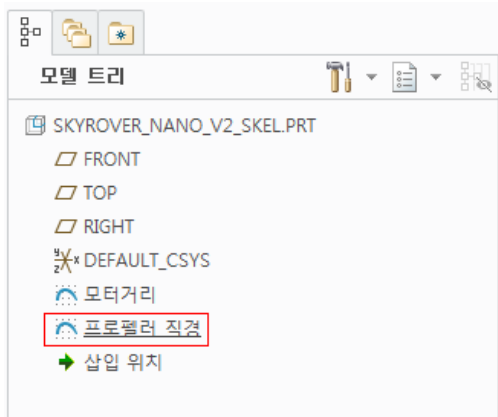 모델 트리
SKYROVER_NANO_V2_SKEL.PRT
FRONT
TOP
RIGHT
DEFAULT_CSYS
모터거리
프로펠러 직경
삽입 위치